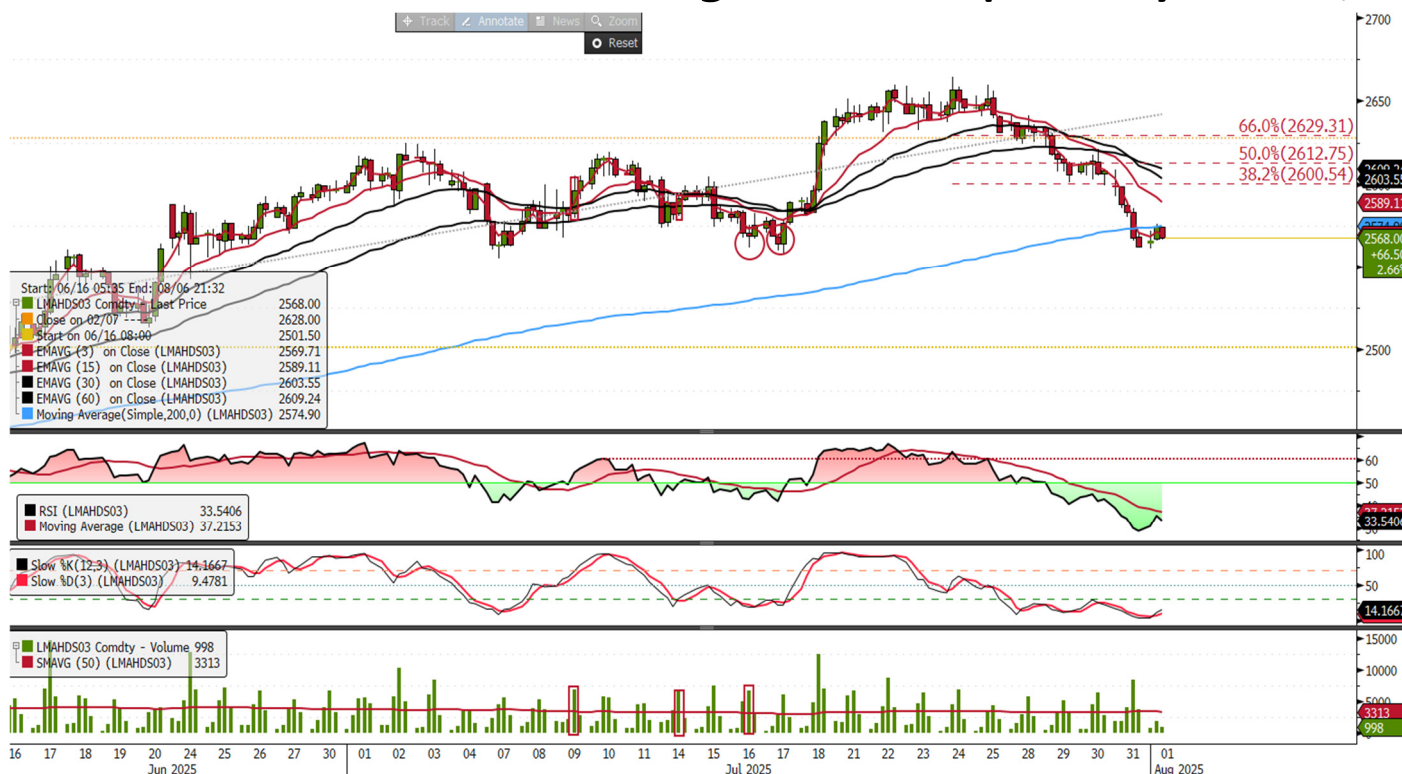 Track Annotate News Zoom
Reset
2700
2650
66.0%(2629.31)
50.0%(2612.75)
38.2%(2600.54)
2603.55
2589.11
2574.90
2568.00
+66.50
2.66%
2500
Start: 06/16 05:35 End: 08/06 21:32
LMAHDS03 Comdty - Last Price 2568.00
Close on 02/07 ---- 2628.00
Start on 06/16 08:00 2501.50
EMAVG (3) on Close (LMAHDS03) 2569.71
EMAVG (15) on Close (LMAHDS03) 2589.11
EMAVG (30) on Close (LMAHDS03) 2603.55
EMAVG (60) on Close (LMAHDS03) 2609.24
Moving Average(Simple,200,0) (LMAHDS03) 2574.90
60
50
RSI (LMAHDS03) 33.5406
Moving Average (LMAHDS03) 37.2153
33.5406
Slow %K(12,3) (LMAHDS03) 14.1667
Slow %D(3) (LMAHDS03) 9.4781
100
50
14.1667
LMAHDS03 Comdty - Volume 998
SMAVG (50) (LMAHDS03) 3313
15000
10000
5000
3313
998
16 17 18 19 20 24 25 26 27 30 01 02 03 04 07 08 09 10 11 14 15 16 17 18 21 22 23 24 25 28 29 30 31 01
Jun 2025 Jul 2025 Aug 2025